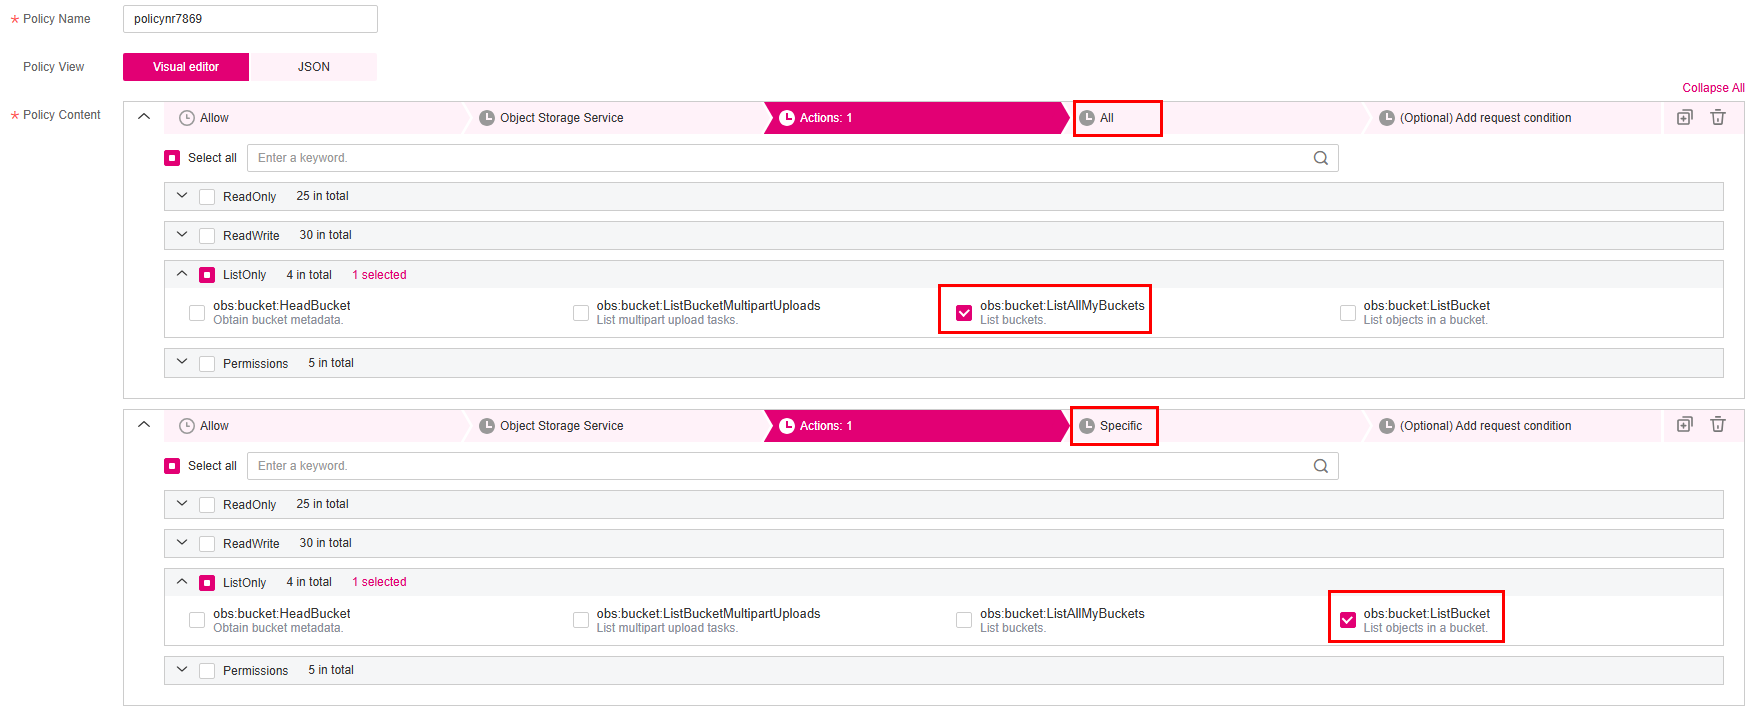 * Policy Name policynr7869
Policy View Visual editor JSON
Collapse All
* Policy Content Allow Object Storage Service Actions: 1 All (Optional) Add request condition
Select all Enter a keyword.
ReadOnly 25 in total
ReadWrite 30 in total
ListOnly 4 in total 1 selected
obs:bucket:HeadBucket obs:bucket:ListBucketMultipartUploads obs:bucket:ListAllMyBuckets obs:bucket:ListBucket
Obtain bucket metadata. List multipart upload tasks. List buckets. List objects in a bucket.
Permissions 5 in total
Allow Object Storage Service Actions: 1 Specific (Optional) Add request condition
Select all Enter a keyword.
ReadOnly 25 in total
ReadWrite 30 in total
ListOnly 4 in total 1 selected
obs:bucket:HeadBucket obs:bucket:ListBucketMultipartUploads obs:bucket:ListAllMyBuckets obs:bucket:ListBucket
Obtain bucket metadata. List multipart upload tasks. List buckets. List objects in a bucket.
Permissions 5 in total